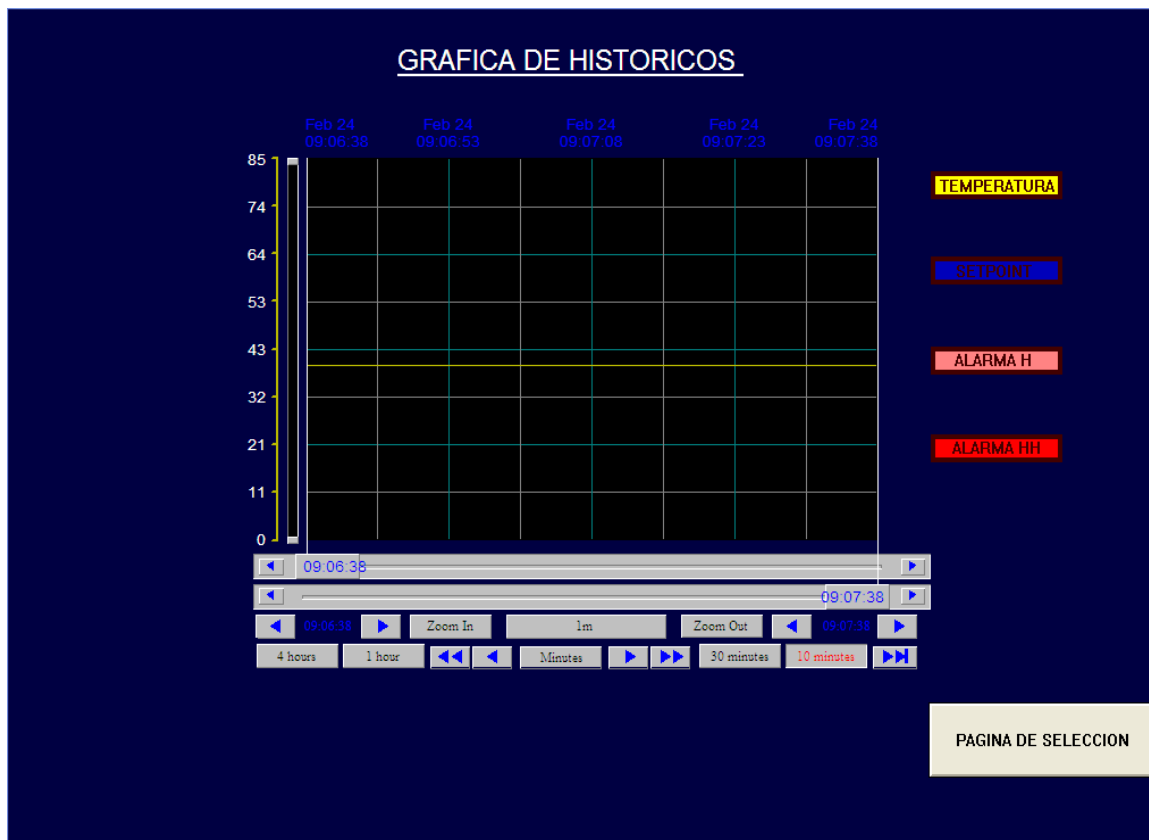 GRAFICA DE HISTORICOS
Feb 24 Feb 24 Feb 24 Feb 24 Feb 24
09:06:38 09:06:53 09:07:08 09:07:23 09:07:38
85
TEMPERATURA
74
64
SETPOINT
53
43
ALARMA H
32
21
ALARMA HH
11
0
09:06:38
09:07:38
09:06:38 Zoom In 1m Zoom Out 09:07:38
4 hours 1 hour Minutes 30 minutes 10 minutes
PAGINA DE SELECCION